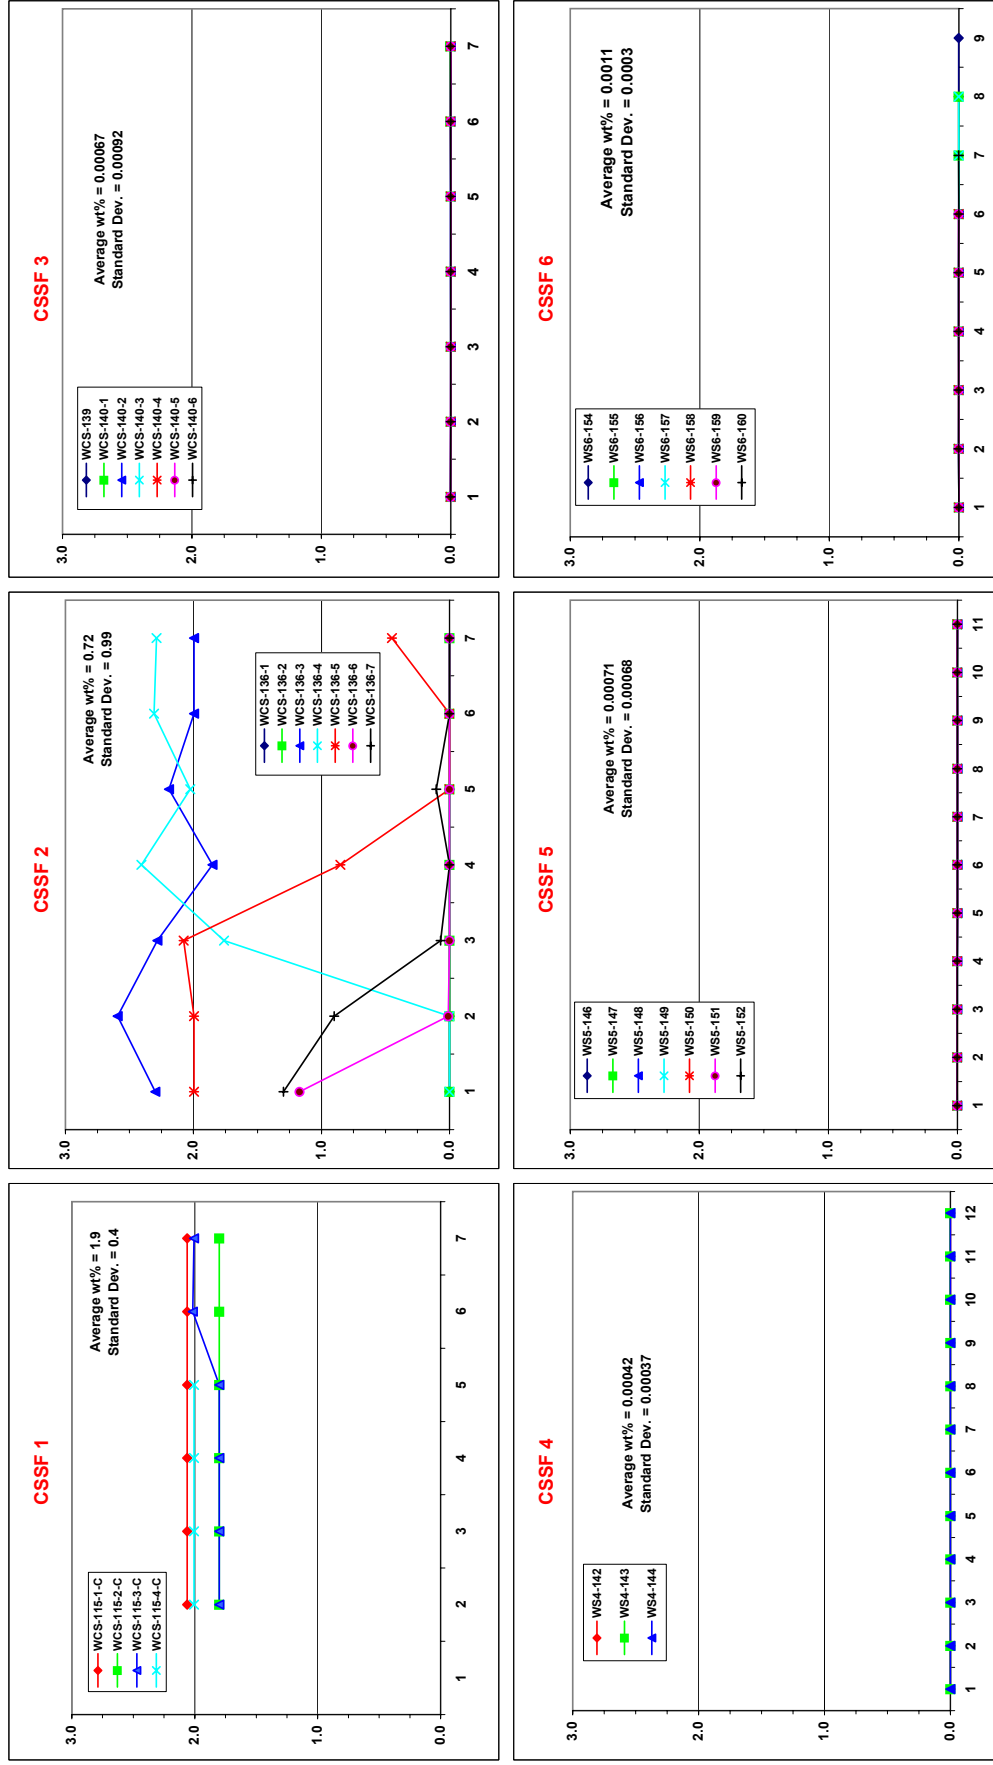 CSSF 1
Average wt% = 1.9
Standard Dev. = 0.4
WCS-115-1-C
WCS-115-2-C
WCS-115-3-C
WCS-115-4-C
3.0
2.0
1.0
0.0
1 2 3 4 5 6 7
CSSF 2
Average wt% = 0.72
Standard Dev. = 0.99
WCS-136-1
WCS-136-2
WCS-136-3
WCS-136-4
WCS-136-5
WCS-136-6
WCS-136-7
3.0
2.0
1.0
0.0
1 2 3 4 5 6 7
CSSF 3
Average wt% = 0.00067
Standard Dev. = 0.00092
WCS-139
WCS-140-1
WCS-140-2
WCS-140-3
WCS-140-4
WCS-140-5
WCS-140-6
3.0
2.0
1.0
0.0
1 2 3 4 5 6 7
CSSF 4
Average wt% = 0.00042
Standard Dev. = 0.00037
WS4-142
WS4-143
WS4-144
3.0
2.0
1.0
0.0
1 2 3 4 5 6 7 8 9 10 11 12
CSSF 5
Average wt% = 0.00071
Standard Dev. = 0.00068
WS5-146
WS5-147
WS5-148
WS5-149
WS5-150
WS5-151
WS5-152
3.0
2.0
1.0
0.0
1 2 3 4 5 6 7 8 9 10 11
CSSF 6
Average wt% = 0.0011
Standard Dev. = 0.0003
WS6-154
WS6-155
WS6-156
WS6-157
WS6-158
WS6-159
WS6-160
3.0
2.0
1.0
0.0
1 2 3 4 5 6 7 8 9